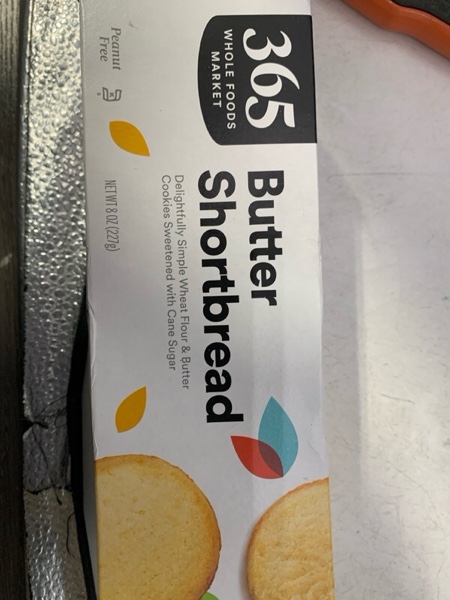 365
WHOLE FOODS
MARKET
Butter
Shortbread
Delightfully Simple Wheat Flour & Butter
Cookies Sweetened with Cane Sugar
Peanut
Free
NET WT 8 OZ (227g)